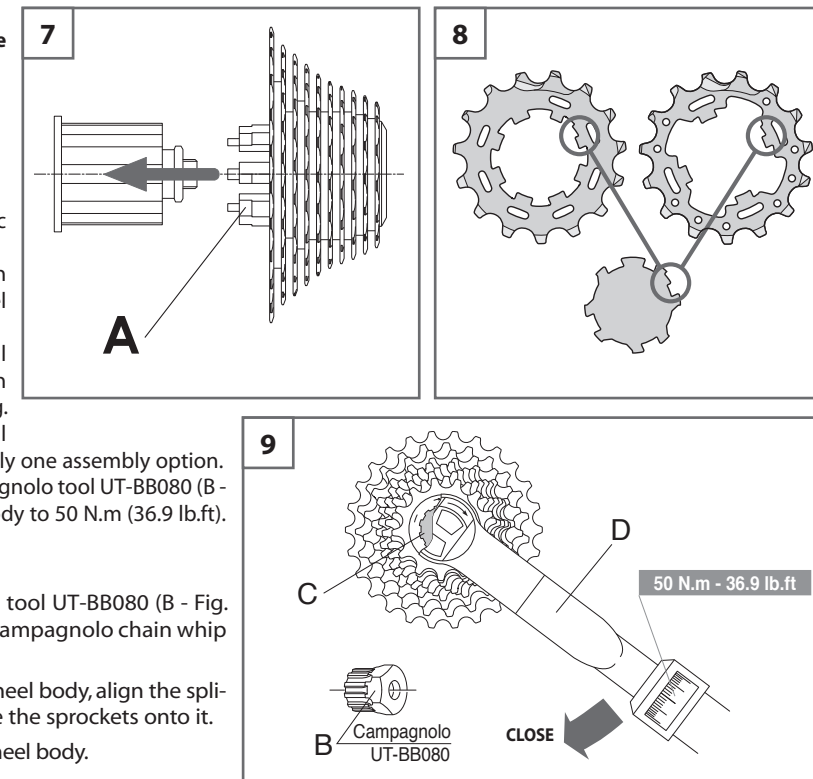 e
7
A
8
c
n
el
l
n
g.
l
ly one assembly option.
gnolo tool UT-BB080 (B -
dy to 50 N.m (36.9 lb.ft).
tool UT-BB080 (B - Fig.
ampagnolo chain whip
heel body, align the spli-
e the sprockets onto it.
heel body.
9
C
D
50 N.m - 36.9 lb.ft
B
Campagnolo
UT-BB080
CLOSE